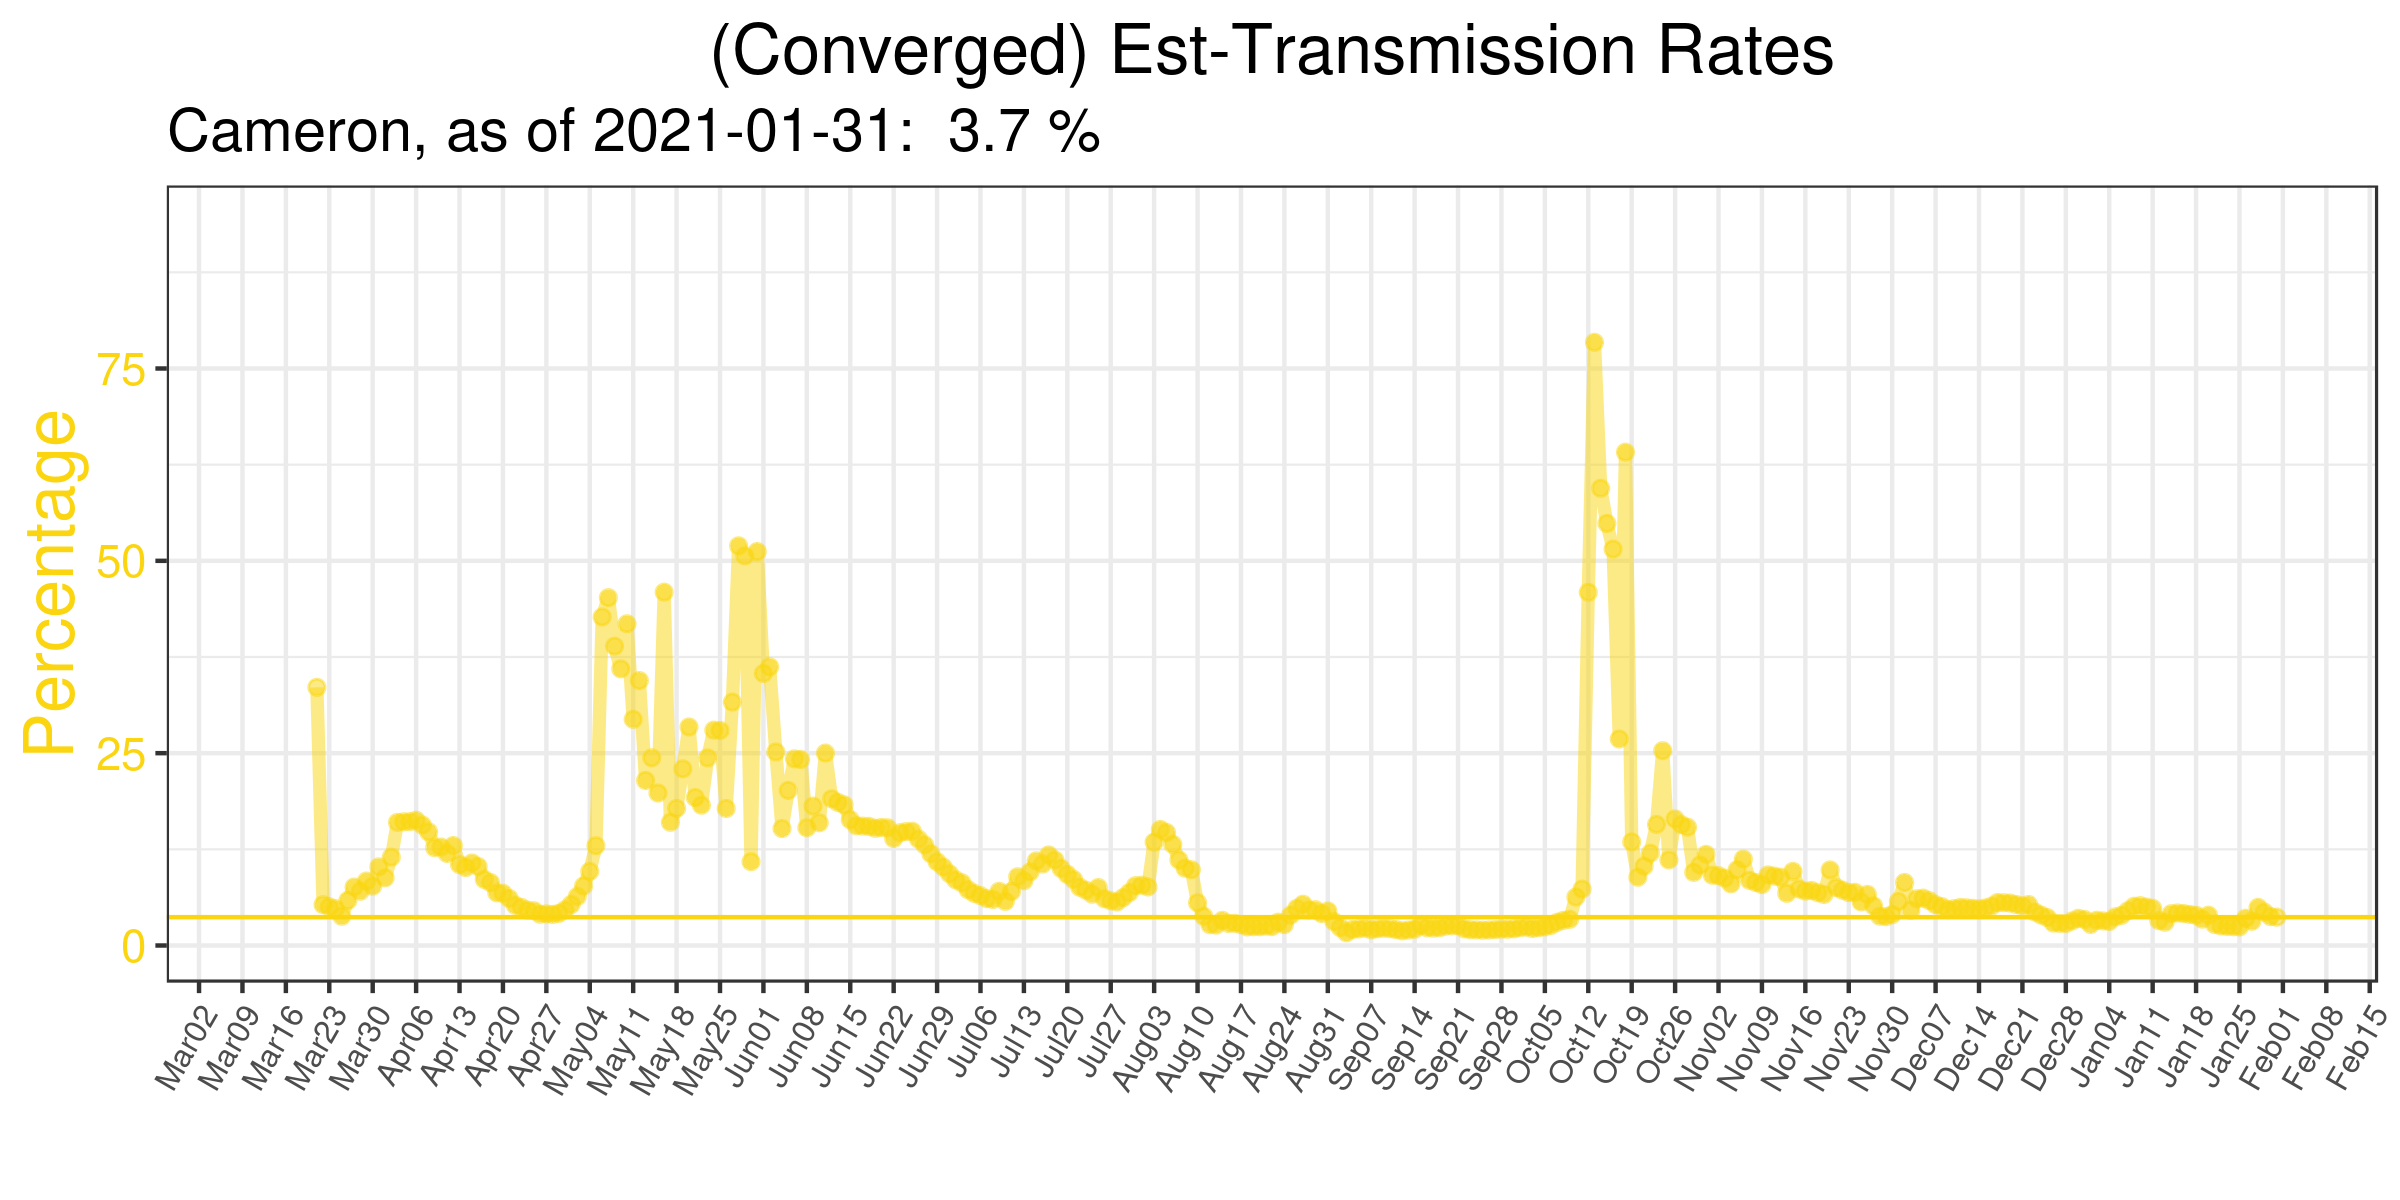 (Converged) Est-Transmission Rates
Cameron, as of 2021-01-31:  3.7 %
Percentage
75
50
25
0
Mar02
Mar09
Mar16
Mar23
Mar30
Apr06
Apr13
Apr20
Apr27
May04
May11
May18
May25
Jun01
Jun08
Jun15
Jun22
Jun29
Jul06
Jul13
Jul20
Jul27
Aug03
Aug10
Aug17
Aug24
Aug31
Sep07
Sep14
Sep21
Sep28
Oct05
Oct12
Oct19
Oct26
Nov02
Nov09
Nov16
Nov23
Nov30
Dec07
Dec14
Dec21
Dec28
Jan04
Jan11
Jan18
Jan25
Feb01
Feb08
Feb15